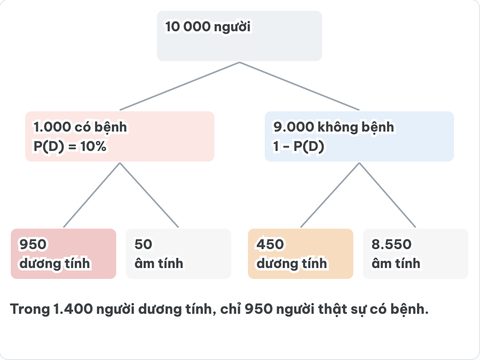 10 000 người
1.000 có bệnh
P(D) = 10%
9.000 không bệnh
1 – P(D)
950
dương tính
50
âm tính
450
dương tính
8.550
âm tính
Trong 1.400 người dương tính, chỉ 950 người thật sự có bệnh.